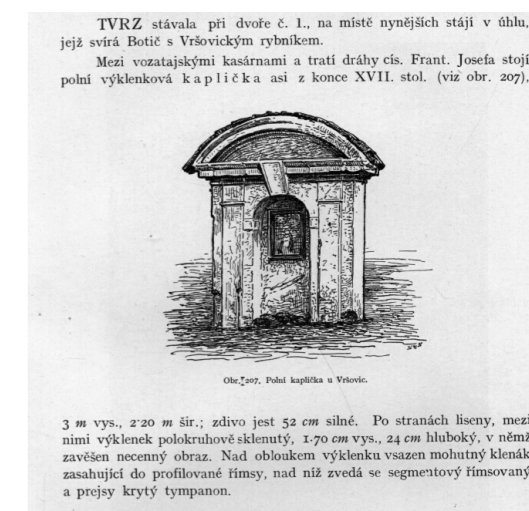 TVRZ stávala při dvoře č. 1., na místě nynějších stájí v úhlu,
jejž svírá Botič s Vršovickým rybníkem.
Mezi vozatajskými kasárnami a tratí dráhy cís. Frant. Josefa stojí
polní výklenková kaplička asi z konce XVII. stol. (viz obr. 207),
Obr. 207. Polní kaplička u Vršovic.
3 m vys., 2·20 m šir.; zdivo jest 52 cm silné. Po stranách liseny, mezi
nimi výklenek polokruhově sklenutý, 1·70 cm vys., 24 cm hluboký, v němž
zavěšen necenný obraz. Nad obloukem výklenku vsazen mohutný klenák
zasahující do profilované římsy, nad níž zvedá se segmentový římsovaný
a prejsy krytý tympanon.